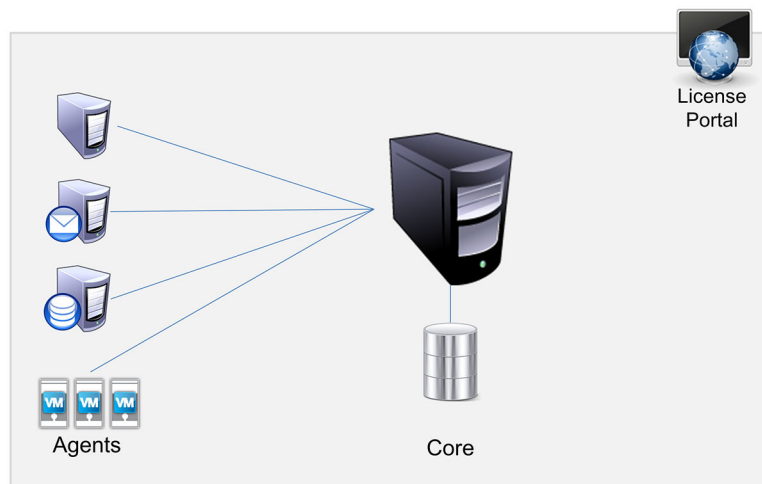 License
Portal
VM VM VM
Agents
Core